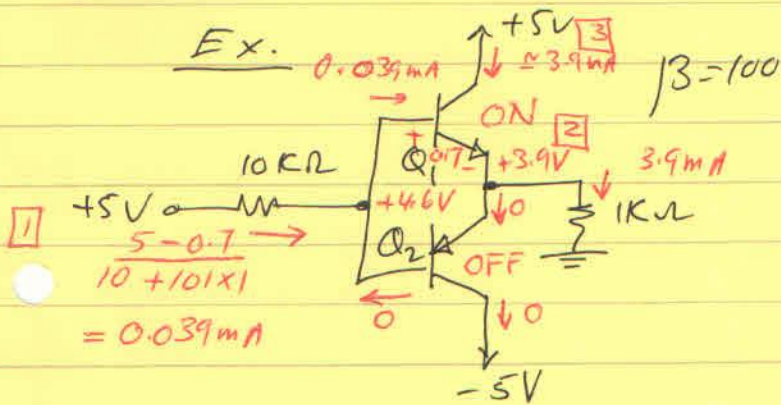 Ex.
+5V 3
0.039mA
≃3.9mA
β=100
ON
2
10KΩ
Q1
+ 0.7 -
+3.9V
3.9mA
1
+5V
+4.6V
0
1KΩ
5-0.7
10+101×1
Q2
OFF
= 0.039mA
0
0
-5V